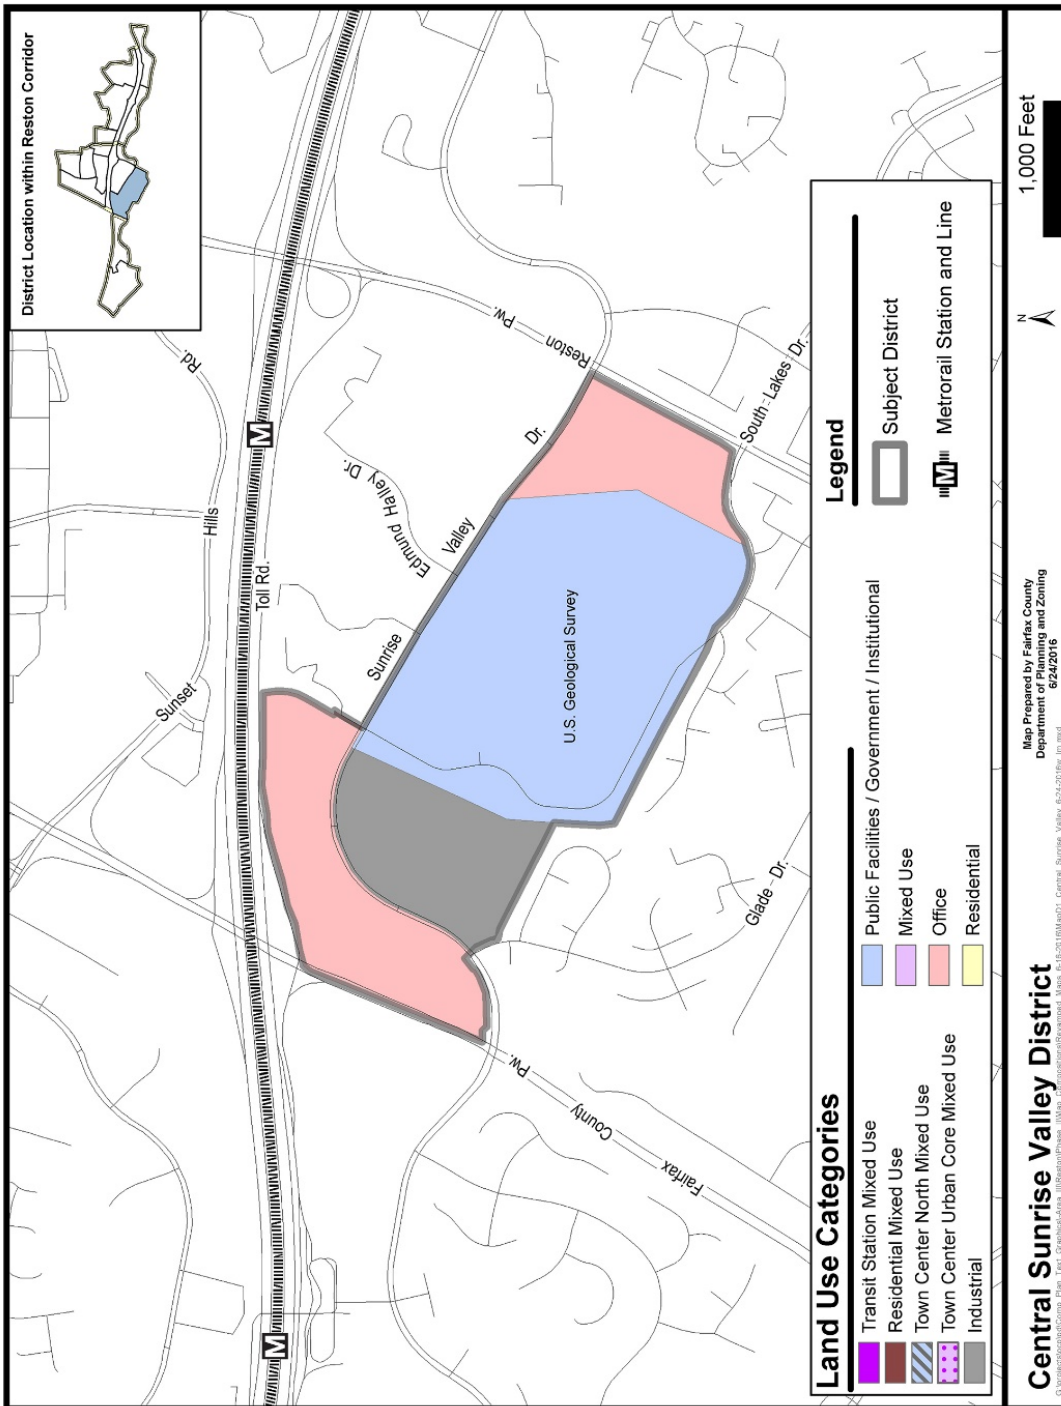 District Location within Reston Corridor
Rd.
Sunset
Hills
Toll Rd.
M
M
Reston
Pw.
Edmund Halley Dr.
Sunrise
Valley
Dr.
U.S. Geological Survey
South Lakes Dr.
Glade Dr.
Fairfax
County
Pw.
Land Use Categories
Transit Station Mixed Use
Residential Mixed Use
Town Center North Mixed Use
Town Center Urban Core Mixed Use
Industrial
Public Facilities / Government / Institutional
Mixed Use
Office
Residential
Legend
Subject District
M
Metrorail Station and Line
Central Sunrise Valley District
Map Prepared by Fairfax County
Department of Planning and Zoning
6/24/2016
N
1,000 Feet